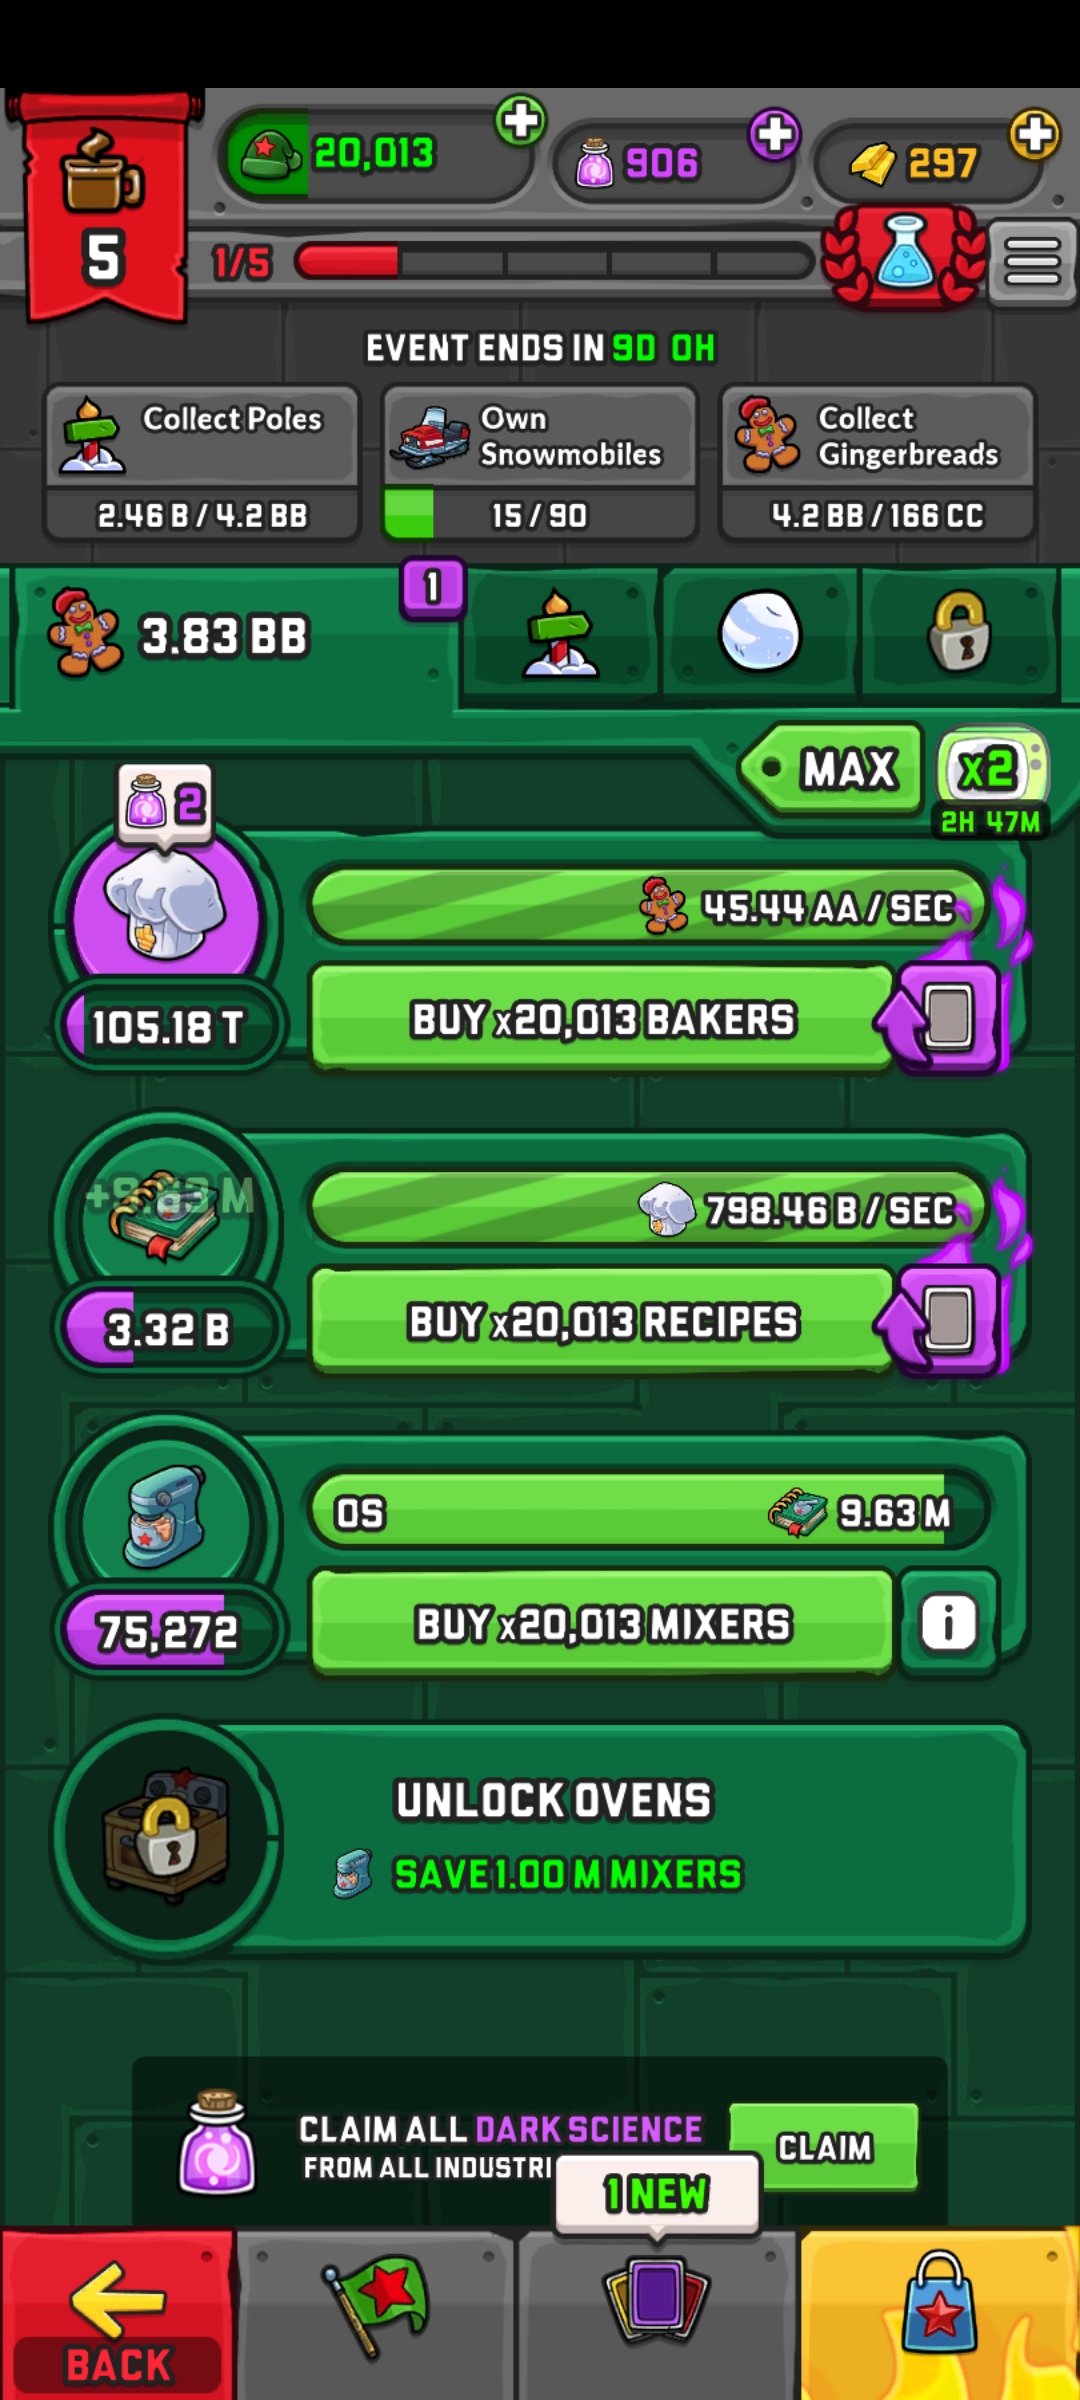 20,013
906
297
5
1/5
EVENT ENDS IN 9D 0H
Collect Poles
2.46 B / 4.2 BB
Own
Snowmobiles
15 / 90
Collect
Gingerbreads
4.2 BB / 166 CC
3.83 BB
1
MAX
x2
2H 47M
2
45.44 AA / SEC
105.18 T
BUY x20,013 BAKERS
798.46 B / SEC
3.32 B
BUY x20,013 RECIPES
0S
9.63 M
75,272
BUY x20,013 MIXERS
i
UNLOCK OVENS
SAVE 1.00 M MIXERS
CLAIM ALL DARK SCIENCE
FROM ALL INDUSTRI
CLAIM
1 NEW
BACK